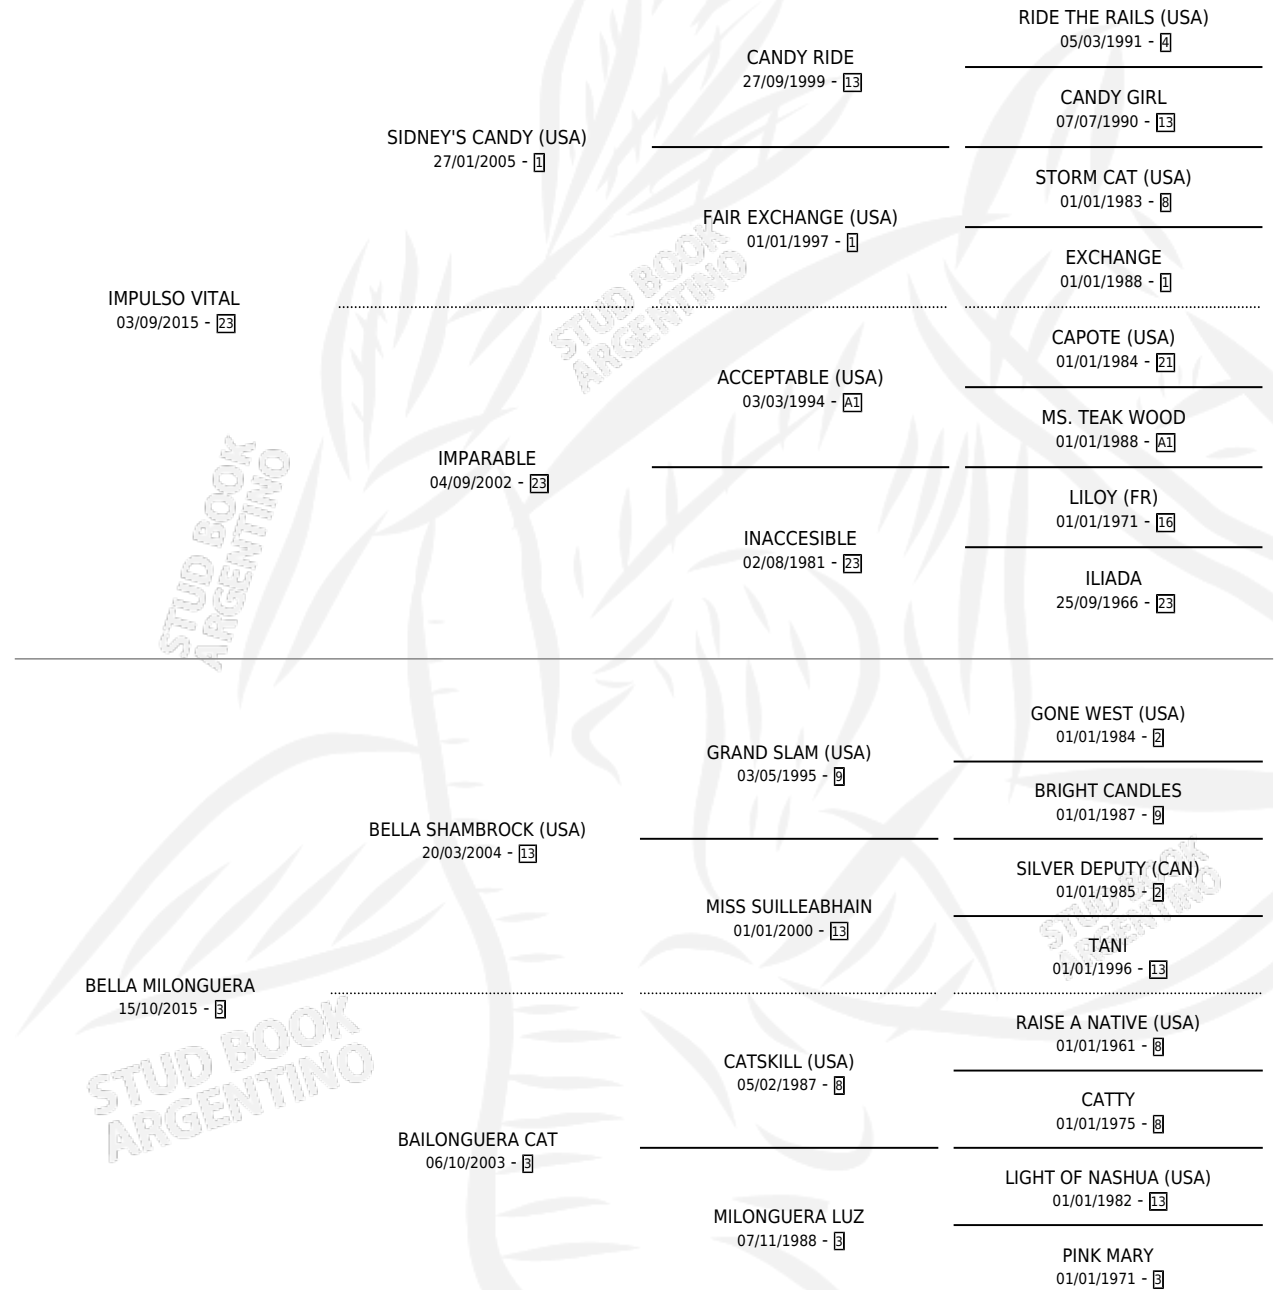 RIDE THE RAILS (USA)
05/03/1991 - 4
CANDY RIDE
27/09/1999 - 13
CANDY GIRL
07/07/1990 - 13
SIDNEY'S CANDY (USA)
27/01/2005 - 1
STORM CAT (USA)
01/01/1983 - 8
FAIR EXCHANGE (USA)
01/01/1997 - 1
EXCHANGE
01/01/1988 - 1
IMPULSO VITAL
03/09/2015 - 23
STUD BOOK
ARGENTINO
CAPOTE (USA)
01/01/1984 - 21
ACCEPTABLE (USA)
03/03/1994 - A1
MS. TEAK WOOD
01/01/1988 - A1
IMPARABLE
04/09/2002 - 23
LILOY (FR)
01/01/1971 - 16
INACCESIBLE
02/08/1981 - 23
ILIADA
25/09/1966 - 23
STUD BOOK
ARGENTINO
GONE WEST (USA)
01/01/1984 - 2
GRAND SLAM (USA)
03/05/1995 - 9
BRIGHT CANDLES
01/01/1987 - 9
BELLA SHAMBROCK (USA)
20/03/2004 - 13
SILVER DEPUTY (CAN)
01/01/1985 - 2
MISS SUILLEABHAIN
01/01/2000 - 13
STUD BOOK
ARGENTINO
TANI
01/01/1996 - 13
BELLA MILONGUERA
15/10/2015 - 3
STUD BOOK
ARGENTINO
RAISE A NATIVE (USA)
01/01/1961 - 8
CATSKILL (USA)
05/02/1987 - 8
CATTY
01/01/1975 - 8
BAILONGUERA CAT
06/10/2003 - 3
LIGHT OF NASHUA (USA)
01/01/1982 - 13
MILONGUERA LUZ
07/11/1988 - 3
PINK MARY
01/01/1971 - 3